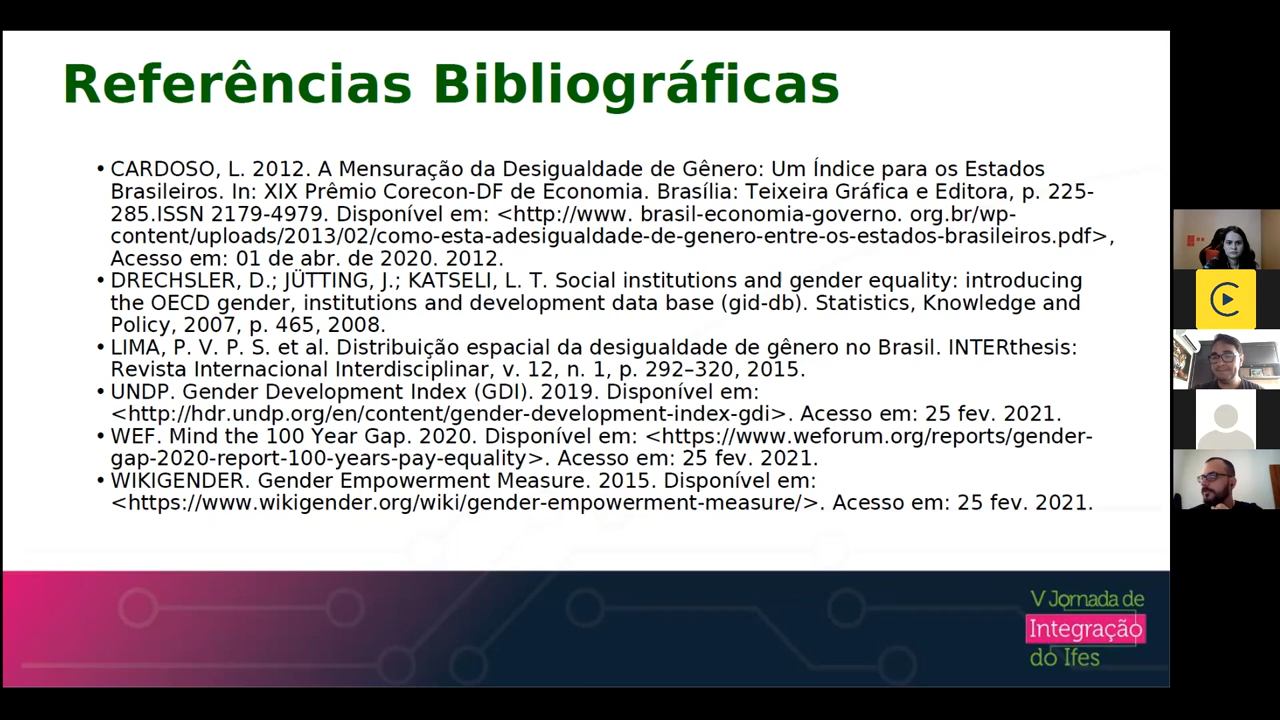 Referências Bibliográficas
• CARDOSO, L. 2012. A Mensuração da Desigualdade de Gênero: Um Índice para os Estados
Brasileiros. In: XIX Prêmio Corecon-DF de Economia. Brasília: Teixeira Gráfica e Editora, p. 225-
285.ISSN 2179-4979. Disponível em: <http://www. brasil-economia-governo. org.br/wp-
content/uploads/2013/02/como-esta-adesigualdade-de-genero-entre-os-estados-brasileiros.pdf>,
Acesso em: 01 de abr. de 2020. 2012.
• DRECHSLER, D.; JÜTTING, J.; KATSELI, L. T. Social institutions and gender equality: introducing
the OECD gender, institutions and development data base (gid-db). Statistics, Knowledge and
Policy, 2007, p. 465, 2008.
• LIMA, P. V. P. S. et al. Distribuição espacial da desigualdade de gênero no Brasil. INTERthesis:
Revista Internacional Interdisciplinar, v. 12, n. 1, p. 292–320, 2015.
• UNDP. Gender Development Index (GDI). 2019. Disponível em:
<http://hdr.undp.org/en/content/gender-development-index-gdi>. Acesso em: 25 fev. 2021.
• WEF. Mind the 100 Year Gap. 2020. Disponível em: <https://www.weforum.org/reports/gender-
gap-2020-report-100-years-pay-equality>. Acesso em: 25 fev. 2021.
• WIKIGENDER. Gender Empowerment Measure. 2015. Disponível em:
<https://www.wikigender.org/wiki/gender-empowerment-measure/>. Acesso em: 25 fev. 2021.
V Jornada de
Integração
do Ifes